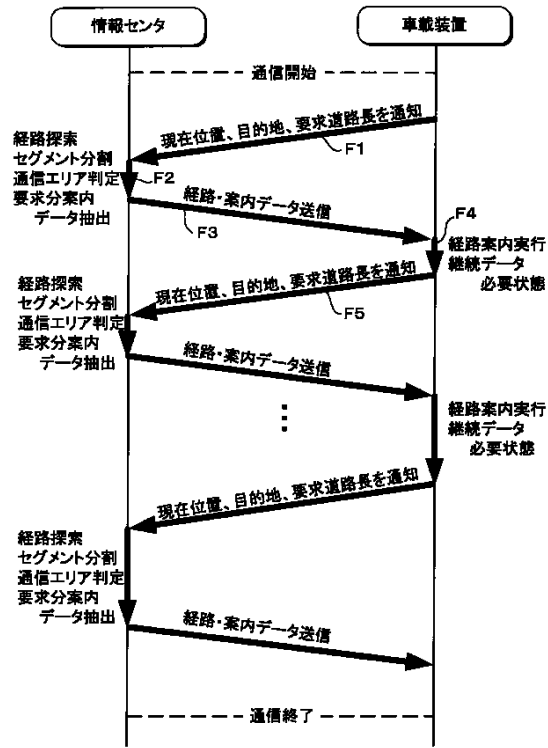 情報センタ
車載装置
通信開始
現在位置、目的地、要求道路長を通知
F1
経路探索
セグメント分割
通信エリア判定
要求分案内
データ抽出
F2
経路・案内データ送信
F3
F4
経路案内実行
継続データ
必要状態
現在位置、目的地、要求道路長を通知
F5
経路探索
セグメント分割
通信エリア判定
要求分案内
データ抽出
経路・案内データ送信
経路案内実行
継続データ
必要状態
現在位置、目的地、要求道路長を通知
経路探索
セグメント分割
通信エリア判定
要求分案内
データ抽出
経路・案内データ送信
通信終了